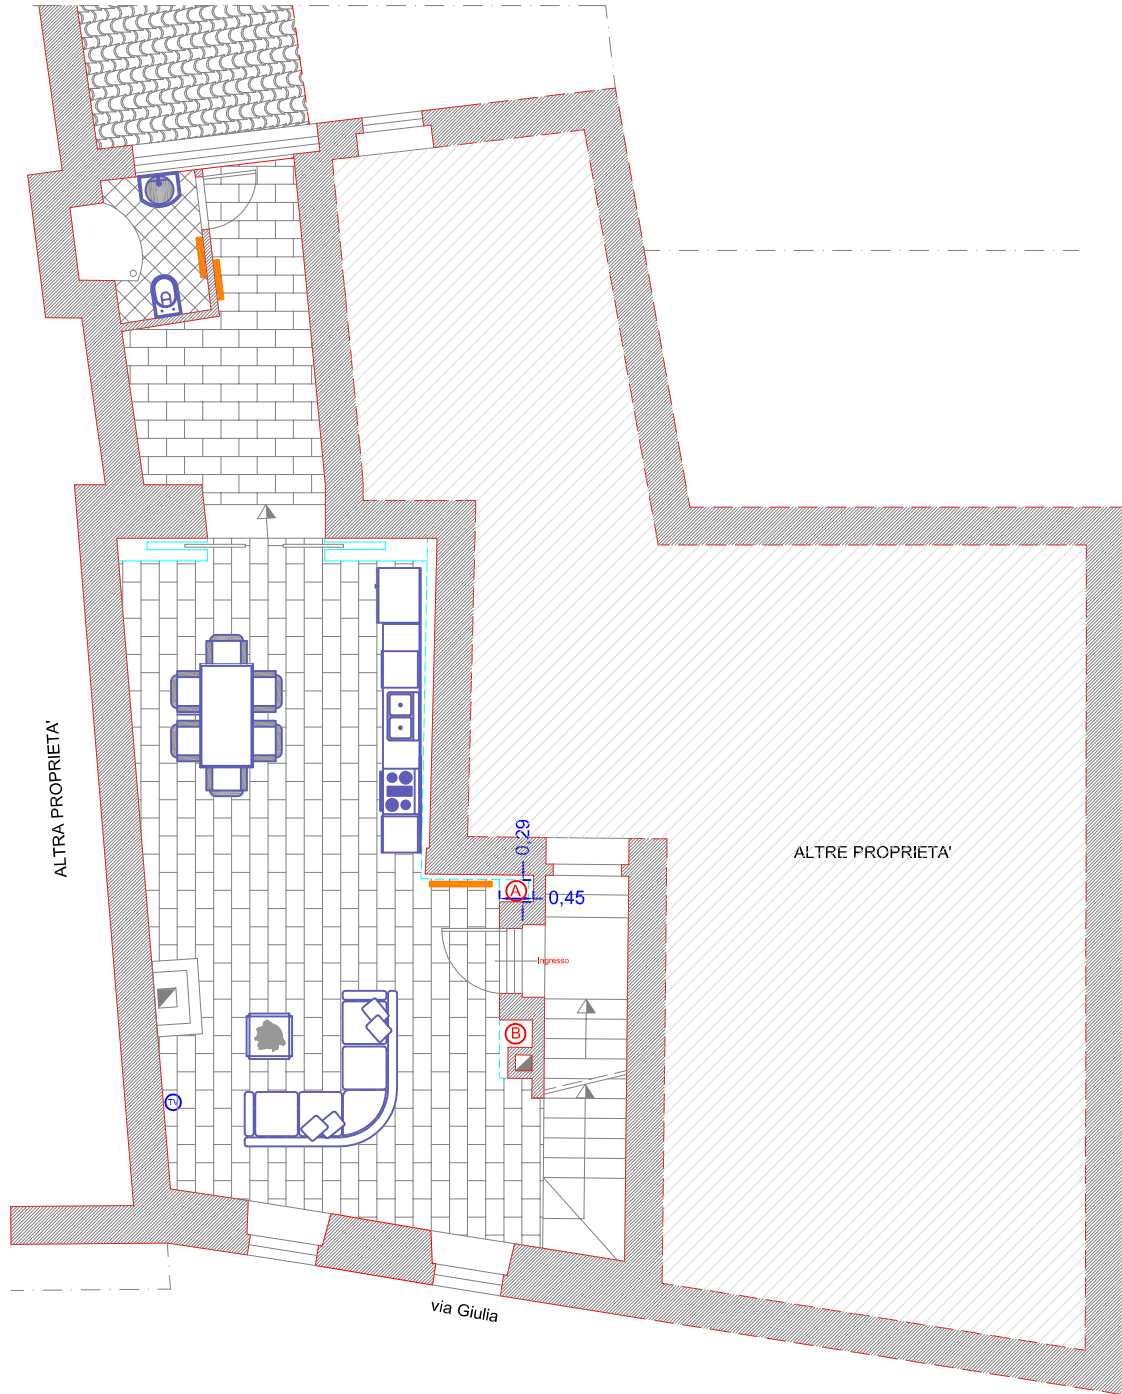 ALTRA PROPRIETA'
ALTRE PROPRIETA'
0,29
A
0,45
Ingresso
B
TV
via Giulia